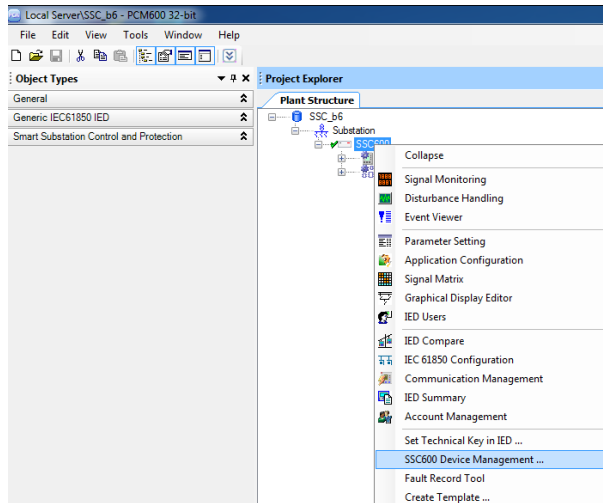 Local Server\SSC_b6 - PCM600 32-bit
File Edit View Tools Window Help
Object Types
General
Generic IEC61850 IED
Smart Substation Control and Protection
Project Explorer
Plant Structure
SSC_b6
Substation
SSC600
Collapse
Signal Monitoring
Disturbance Handling
Event Viewer
Parameter Setting
Application Configuration
Signal Matrix
Graphical Display Editor
IED Users
IED Compare
IEC 61850 Configuration
Communication Management
IED Summary
Account Management
Set Technical Key in IED ...
SSC600 Device Management ...
Fault Record Tool
Create Template ...